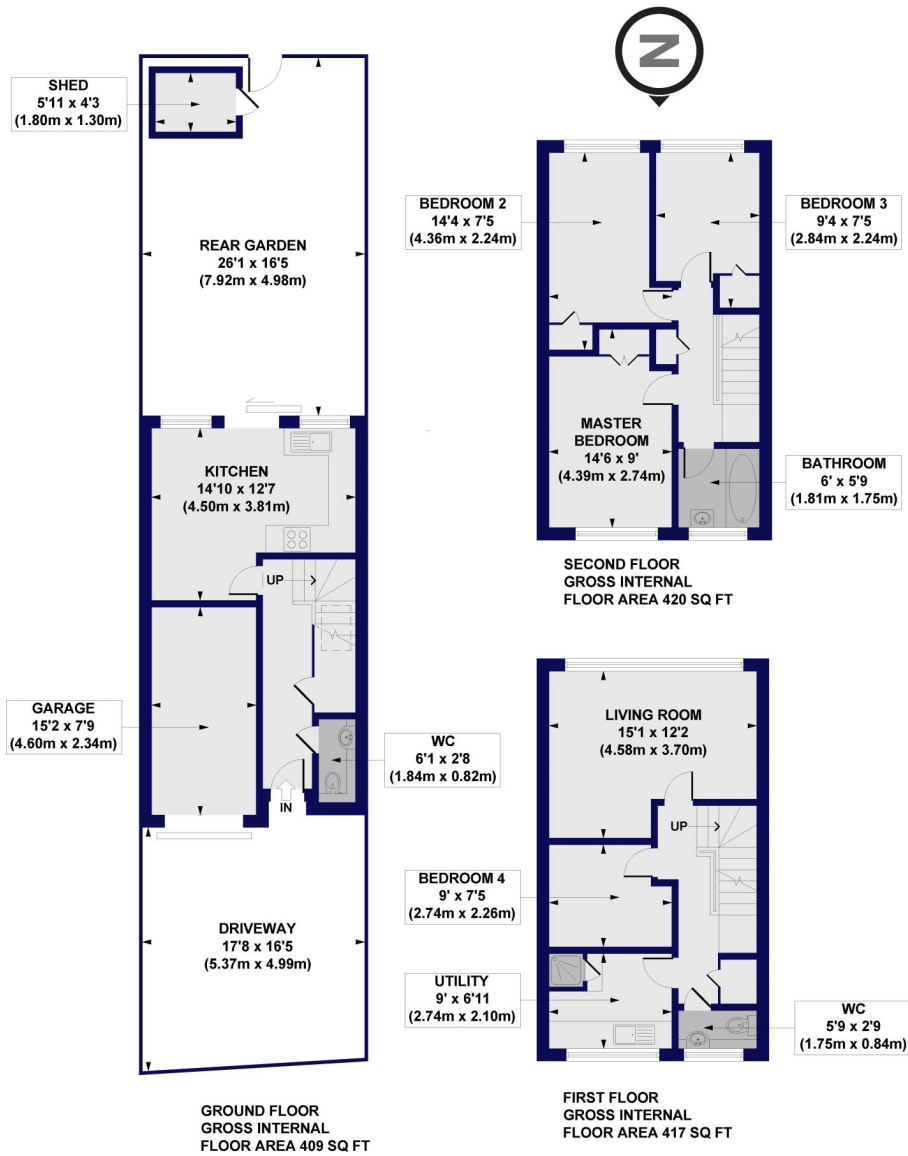 N
SHED
5'11 x 4'3
(1.80m x 1.30m)
REAR GARDEN
26'1 x 16'5
(7.92m x 4.98m)
KITCHEN
14'10 x 12'7
(4.50m x 3.81m)
UP
GARAGE
15'2 x 7'9
(4.60m x 2.34m)
WC
6'1 x 2'8
(1.84m x 0.82m)
IN
DRIVEWAY
17'8 x 16'5
(5.37m x 4.99m)
GROUND FLOOR
GROSS INTERNAL
FLOOR AREA 409 SQ FT
BEDROOM 2
14'4 x 7'5
(4.36m x 2.24m)
BEDROOM 3
9'4 x 7'5
(2.84m x 2.24m)
MASTER
BEDROOM
14'6 x 9'
(4.39m x 2.74m)
BATHROOM
6' x 5'9
(1.81m x 1.75m)
SECOND FLOOR
GROSS INTERNAL
FLOOR AREA 420 SQ FT
LIVING ROOM
15'1 x 12'2
(4.58m x 3.70m)
UP
BEDROOM 4
9' x 7'5
(2.74m x 2.26m)
UTILITY
9' x 6'11
(2.74m x 2.10m)
WC
5'9 x 2'9
(1.75m x 0.84m)
FIRST FLOOR
GROSS INTERNAL
FLOOR AREA 417 SQ FT